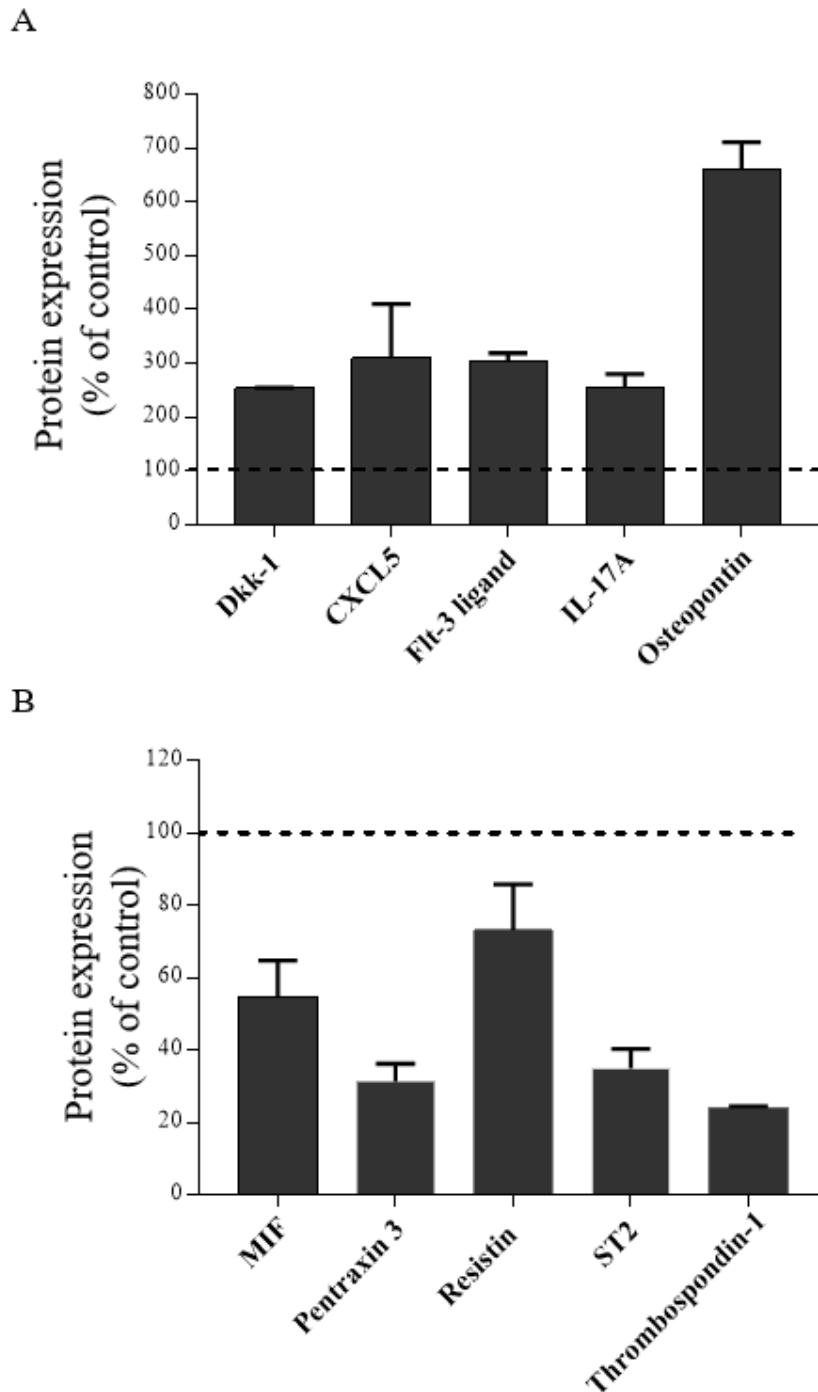 A
800
700
600
500
400
300
200
100
0
Protein expression
(% of control)
Dkk-1
CXCL5
Flt-3 ligand
IL-17A
Osteopontin
B
120
100
80
60
40
20
0
Protein expression
(% of control)
MIF
Pentraxin 3
Resistin
ST2
Thrombospondin-1